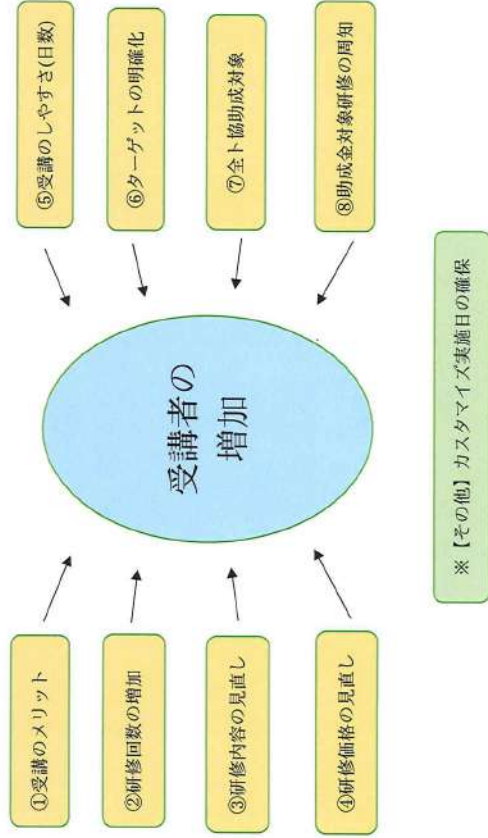 ①受講のメリット
②研修回数の増加
③研修内容の見直し
④研修価格の見直し
受講者の
増加
⑤受講のしやすさ(日数)
⑥ターゲットの明確化
⑦全ト協助成対象
⑧助成金対象研修の周知
※【その他】カスタマイズ実施日の確保